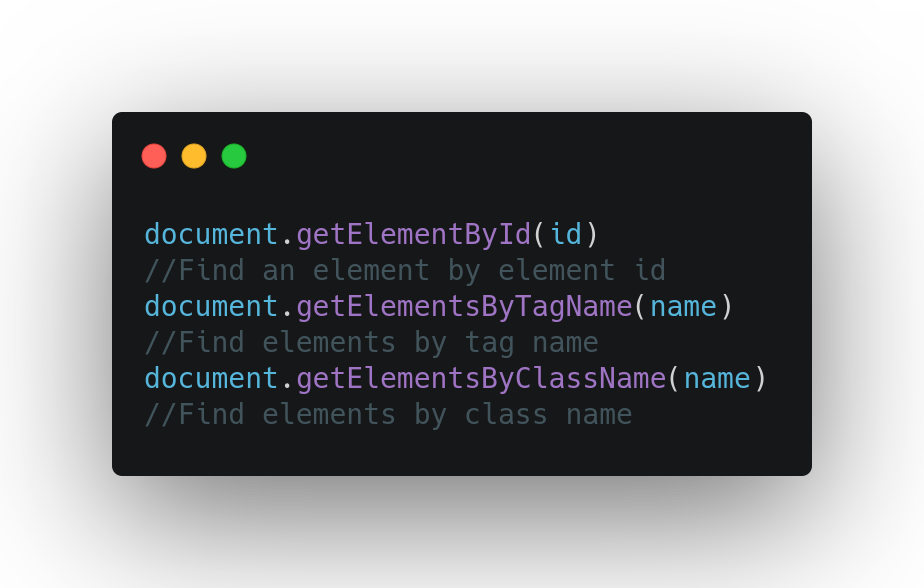 document.getElementById(id)
//Find an element by element id
document.getElementsByTagName(name)
//Find elements by tag name
document.getElementsByClassName(name)
//Find elements by class name